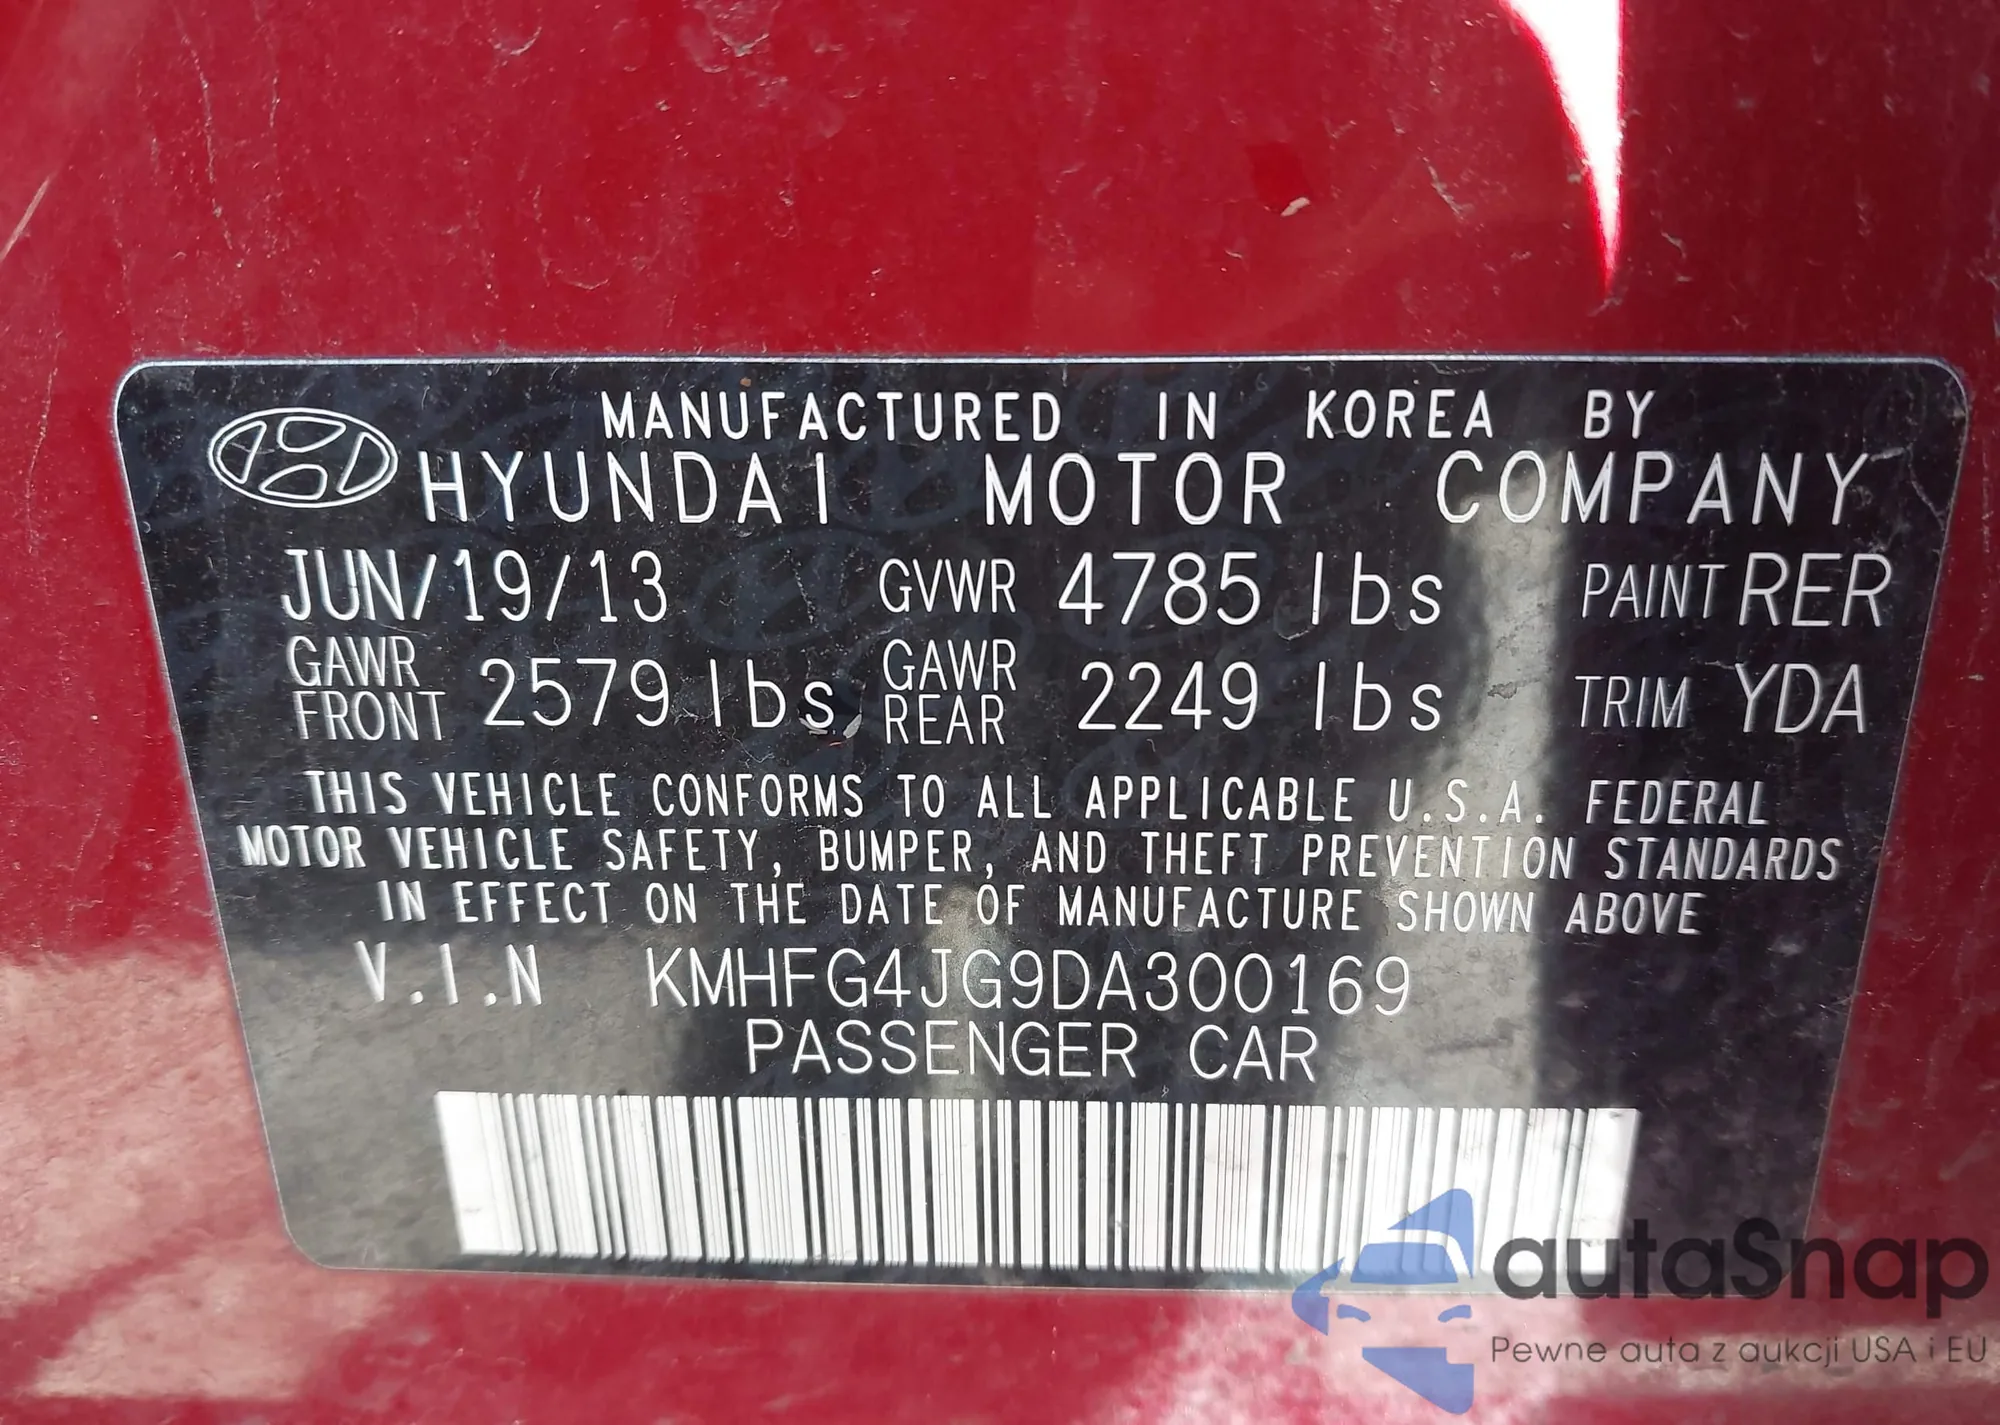 MANUFACTURED IN KOREA BY
HYUNDAI MOTOR COMPANY
JUN/19/13 GVWR 4785 lbs PAINT RER
GAWR FRONT 2579 lbs GAWR REAR 2249 lbs TRIM YDA
THIS VEHICLE CONFORMS TO ALL APPLICABLE U.S.A. FEDERAL
MOTOR VEHICLE SAFETY, BUMPER, AND THEFT PREVENTION STANDARDS
IN EFFECT ON THE DATE OF MANUFACTURE SHOWN ABOVE
V.I.N KMHFG4JG9DA300169
PASSENGER CAR
autaSnap
Pewne auta z aukcji USA i EU